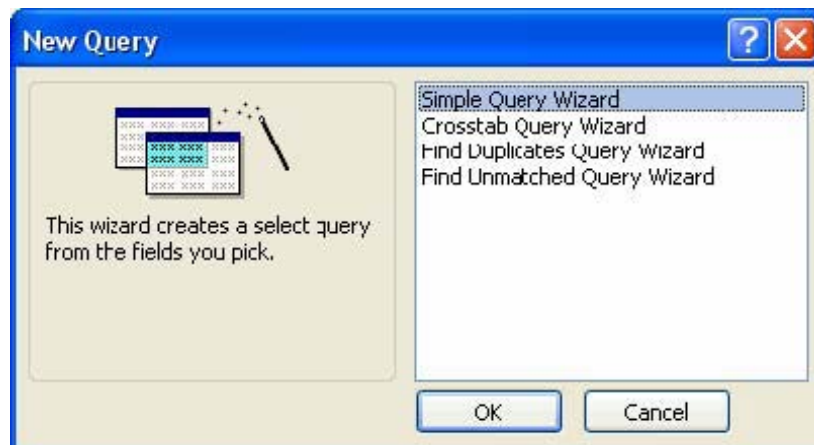 New Query
This wizard creates a select query
from the fields you pick.
Simple Query Wizard
Crosstab Query Wizard
Find Duplicates Query Wizard
Find Unmatched Query Wizard
OK
Cancel